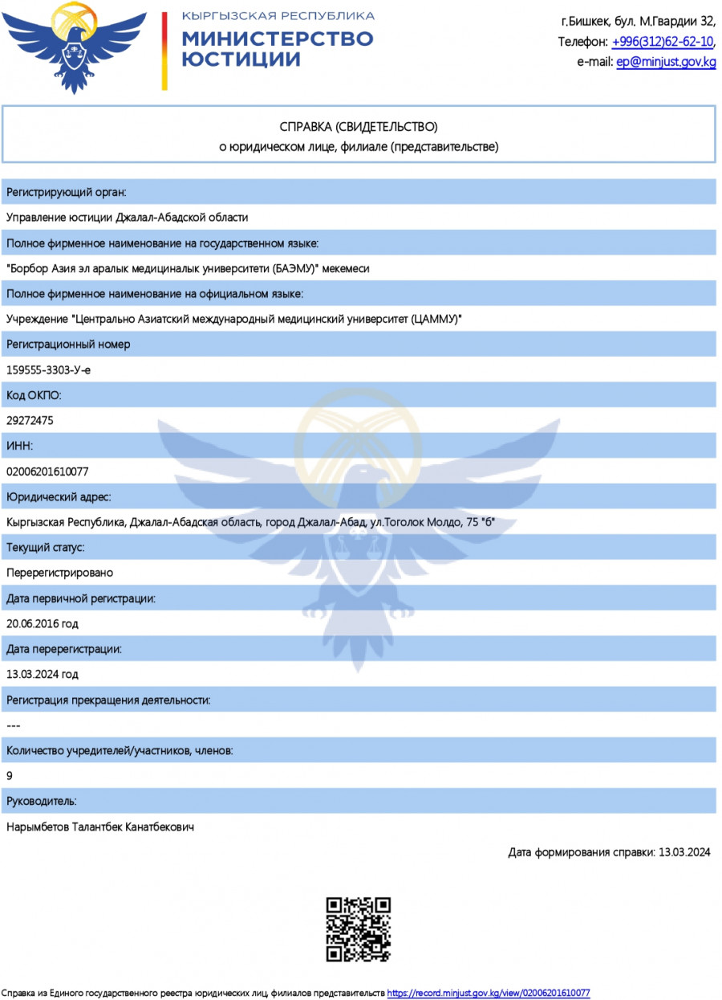 КЫРГЫЗСКАЯ РЕСПУБЛИКА
МИНИСТЕРСТВО
ЮСТИЦИИ
г.Бишкек, бул. М.Гвардии 32,
Телефон: +996(312)62-62-10,
e-mail: ep@minjust.gov.kg
СПРАВКА (СВИДЕТЕЛЬСТВО)
о юридическом лице, филиале (представительстве)
Регистрирующий орган:
Управление юстиции Джалал-Абадской области
Полное фирменное наименование на государственном языке:
"Борбор Азия эл аралык медициналык университети (БАЭМУ)" мекемеси
Полное фирменное наименование на официальном языке:
Учреждение "Центрально Азиатский международный медицинский университет (ЦАММУ)"
Регистрационный номер
159555-3303-У-е
Код ОКПО:
29272475
ИНН:
02006201610077
Юридический адрес:
Кыргызская Республика, Джалал-Абадская область, город Джалал-Абад, ул.Тоголок Молдо, 75 "б"
Текущий статус:
Перерегистрировано
Дата первичной регистрации:
20.06.2016 год
Дата перерегистрации:
13.03.2024 год
Регистрация прекращения деятельности:
---
Количество учредителей/участников, членов:
9
Руководитель:
Нарымбетов Талантбек Канатбекович
Дата формирования справки: 13.03.2024
Справка из Единого государственного реестра юридических лиц, филиалов представительств https://record.minjust.gov.kg/view/02006201610077